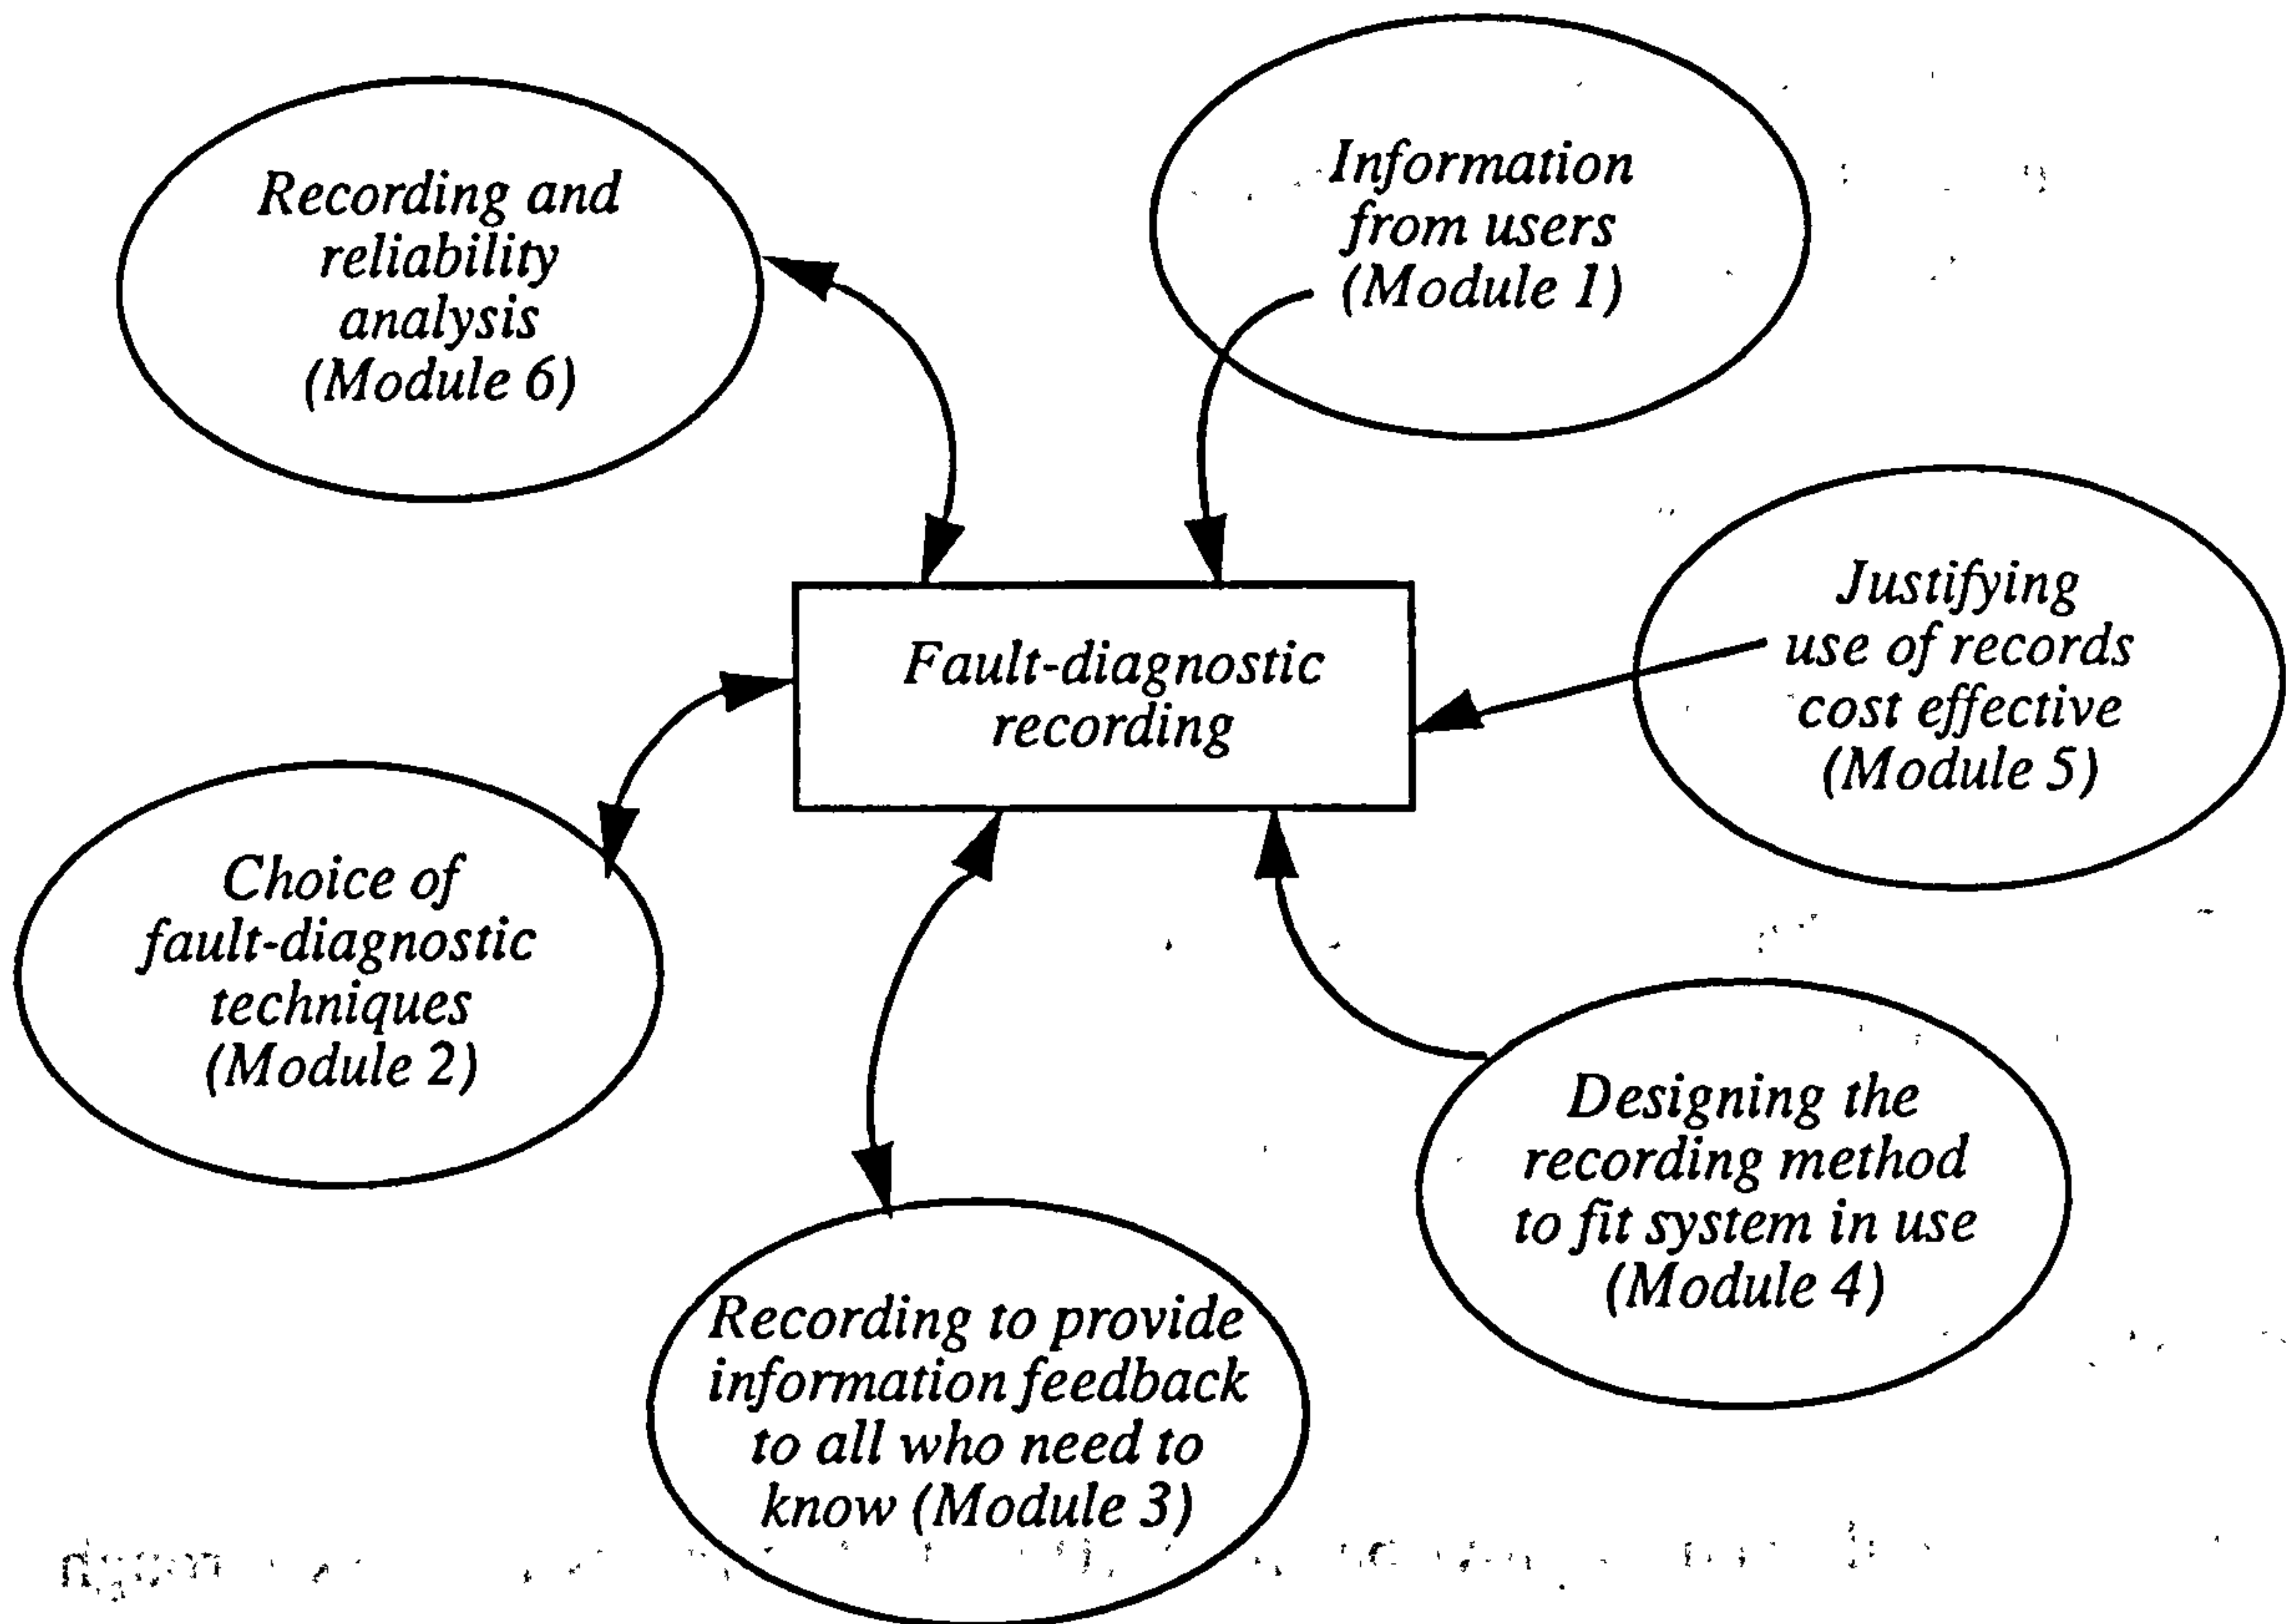 Recording and
reliability
analysis
(Module 6)
Information
from users
(Module 1)
Fault-diagnostic
recording
Justifying
use of records
cost effective
(Module 5)
Choice of
fault-diagnostic
techniques
(Module 2)
Designing the
recording method
to fit system in use
(Module 4)
Recording to provide
information feedback
to all who need to
know (Module 3)